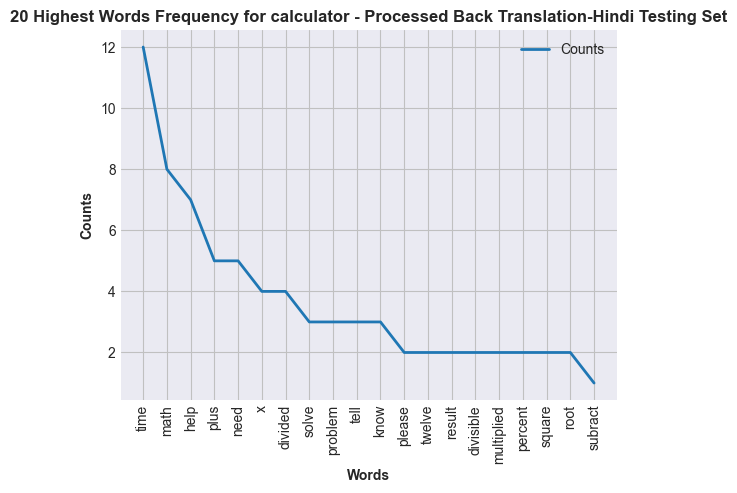 20 Highest Words Frequency for calculator - Processed Back Translation-Hindi Testing Set
Counts
12
10
8
6
4
2
Counts
time
math
help
plus
need
x
divided
solve
problem
tell
know
please
twelve
result
divisible
multiplied
percent
square
root
subract
Words